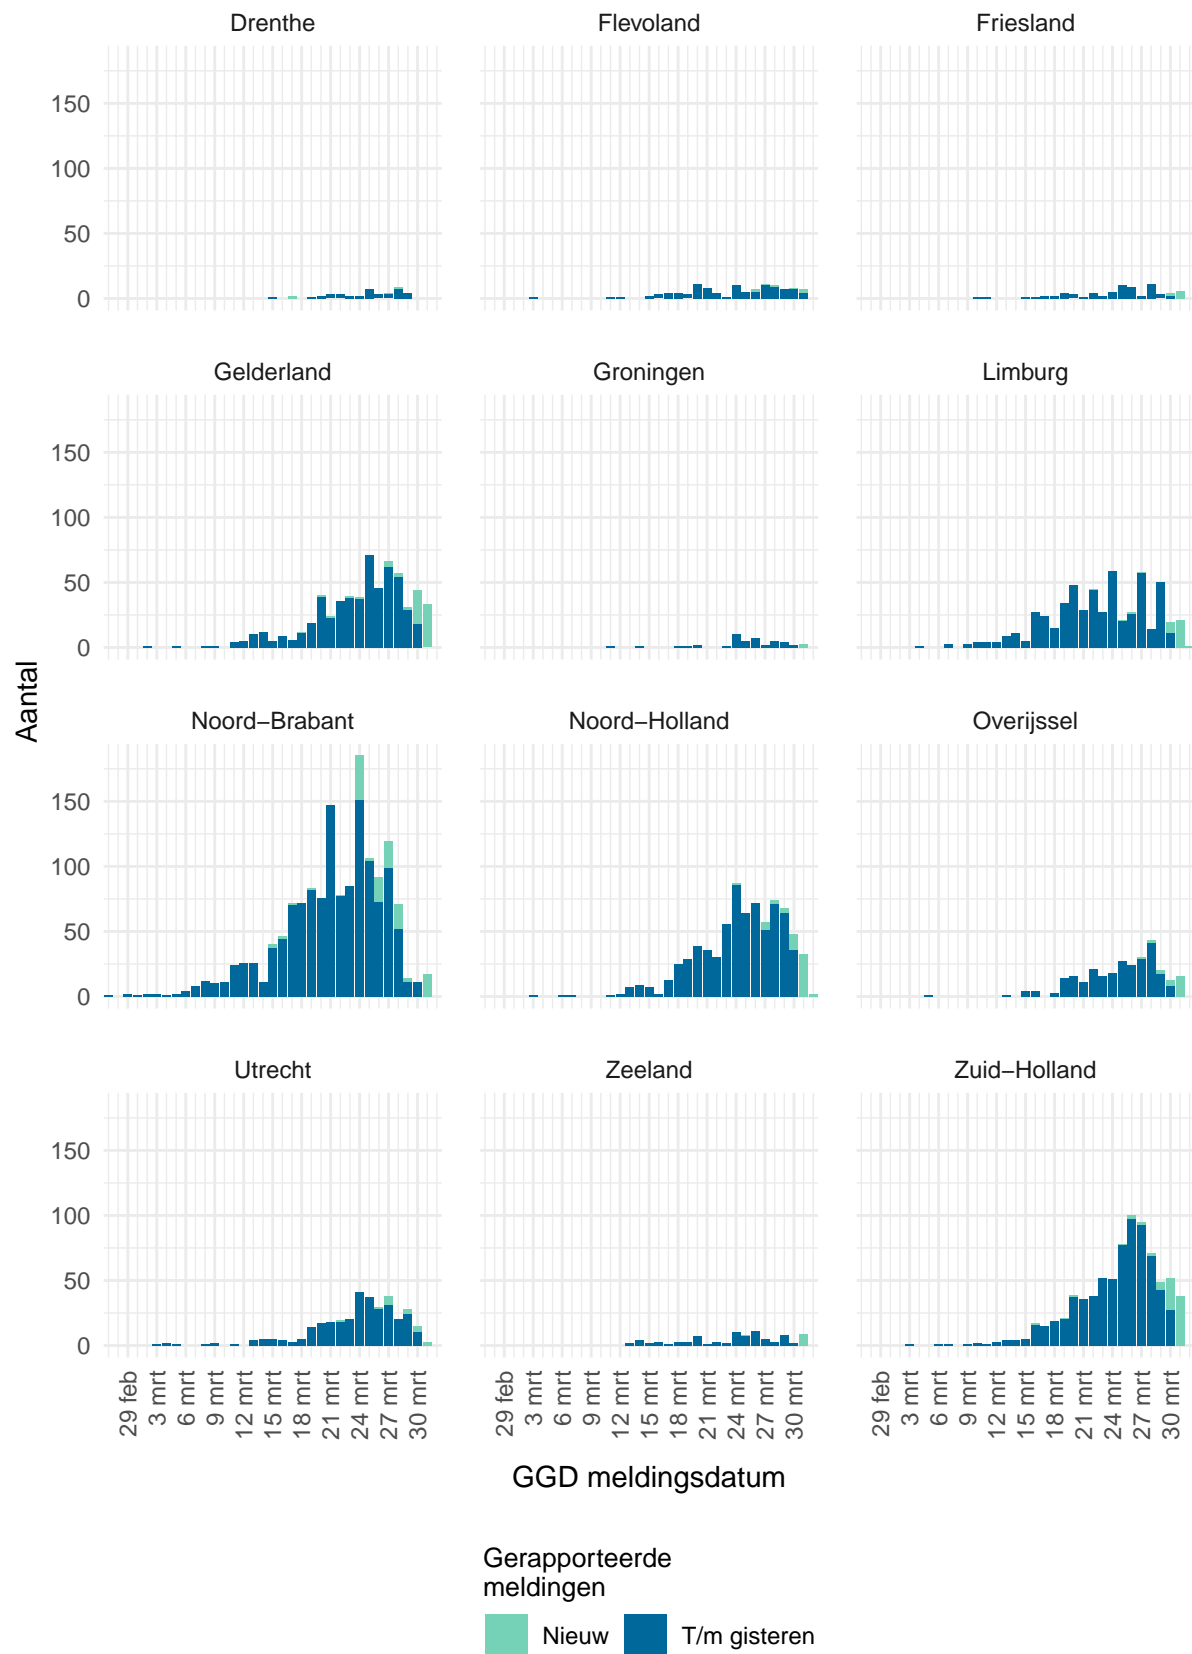 Drenthe Flevoland Friesland
150
100
50
0
Gelderland Groningen Limburg
150
100
50
0
Aantal
Noord−Brabant Noord−Holland Overijssel
150
100
50
0
Utrecht Zeeland Zuid−Holland
150
100
50
0
29 feb 3 mrt 6 mrt 9 mrt 12 mrt 15 mrt 18 mrt 21 mrt 24 mrt 27 mrt 30 mrt
29 feb 3 mrt 6 mrt 9 mrt 12 mrt 15 mrt 18 mrt 21 mrt 24 mrt 27 mrt 30 mrt
29 feb 3 mrt 6 mrt 9 mrt 12 mrt 15 mrt 18 mrt 21 mrt 24 mrt 27 mrt 30 mrt
GGD meldingsdatum
Gerapporteerde
meldingen
Nieuw T/m gisteren